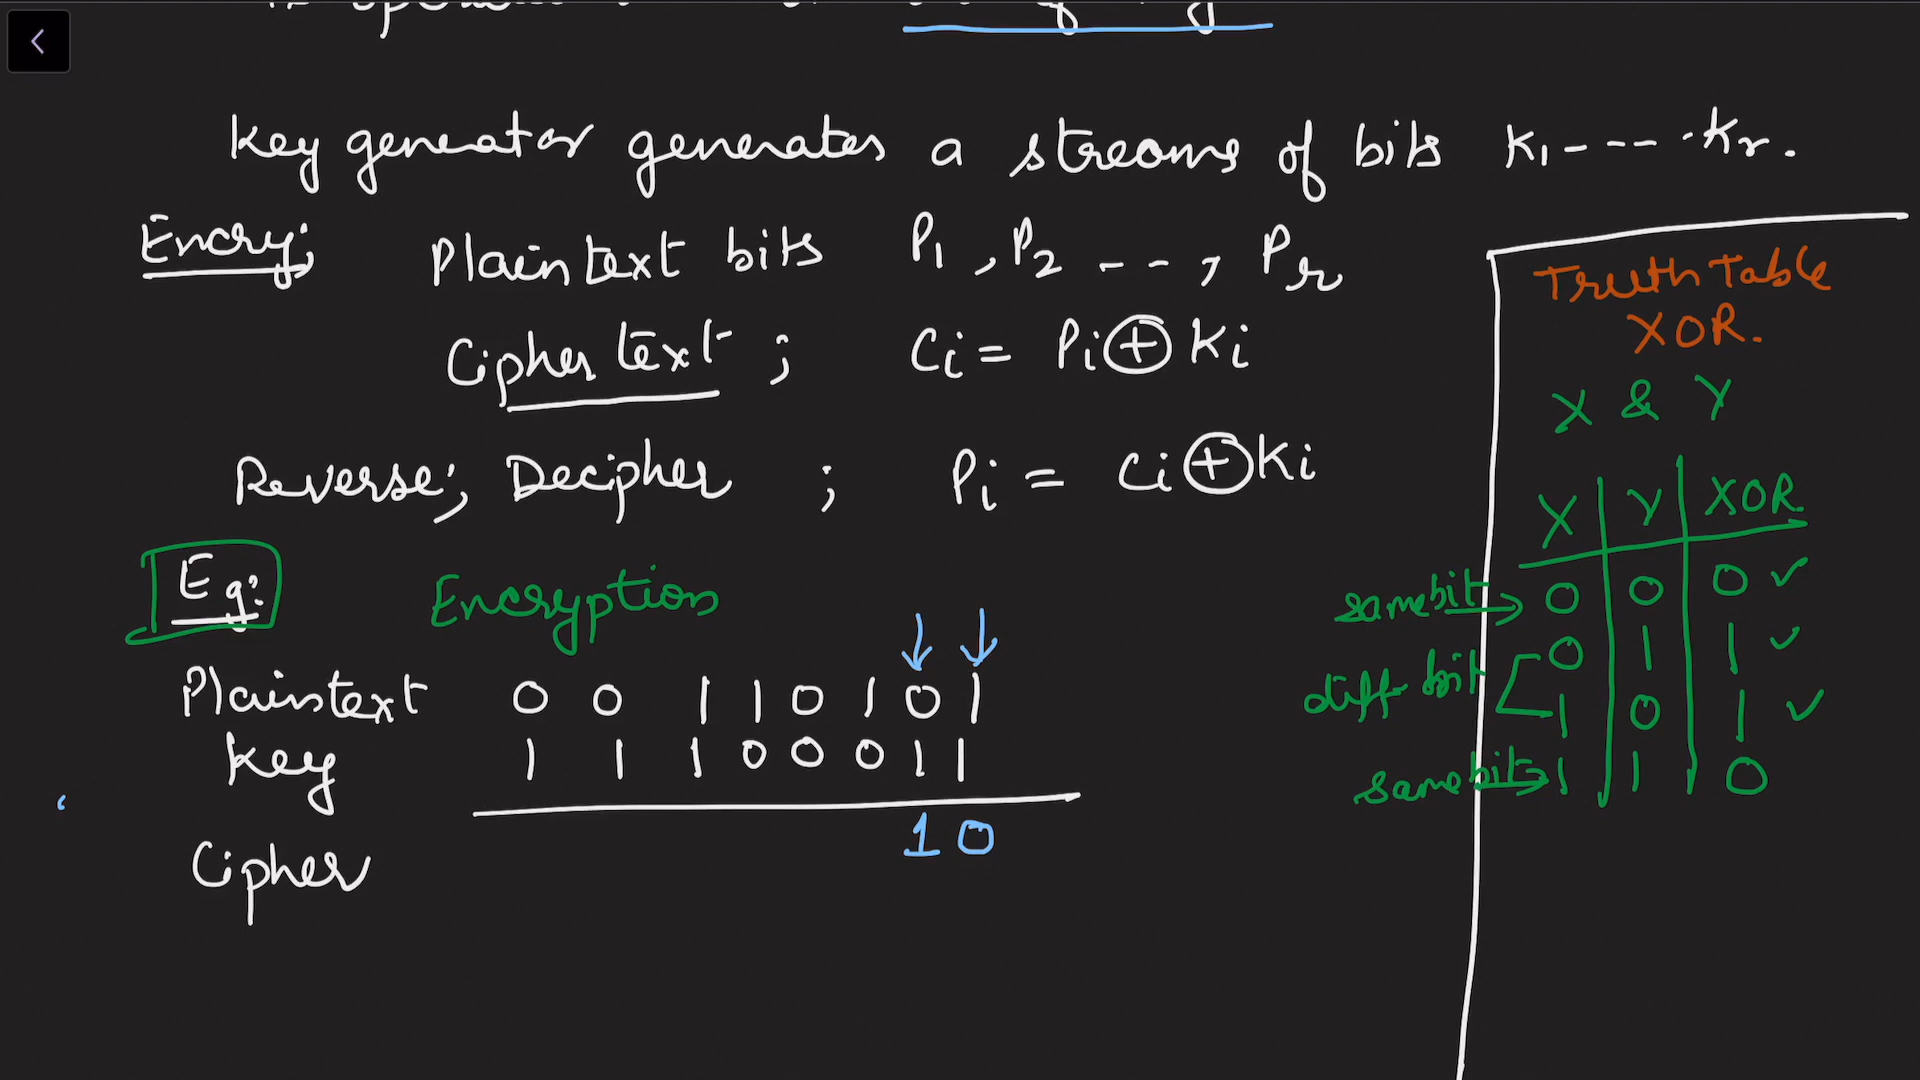 key generator generates a streams of bits K1 - - - - Kr.
Encry; Plaintext bits P1, P2 - - -, Pr
Cipher text ; Ci = Pi ⊕ Ki
Reverse; Decipher ; Pi = Ci ⊕ Ki
Eg: Encryption
Plaintext 0 0 1 1 0 1 0 1
key 1 1 1 0 0 0 1 1
1 0
Cipher
Truth Table
XOR.
X & Y
X Y XOR
same bit 0 0 0 ✓
0 1 1 ✓
diff bit 1 0 1 ✓
same bits 1 1 0